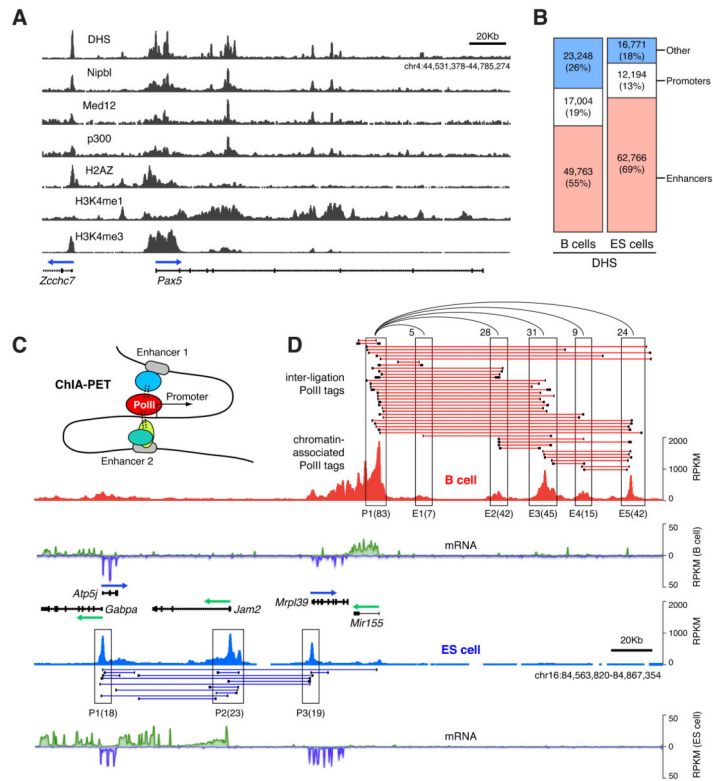 A
20Kb
DHS
chr4:44,531,378-44,785,274
Nipbl
Med12
p300
H2AZ
H3K4me1
H3K4me3
Zcchc7
Pax5
B
23,248
(26%)
17,004
(19%)
49,763
(55%)
16,771
(18%)
12,194
(13%)
62,766
(69%)
Other
Promoters
Enhancers
B cells
ES cells
DHS
C
Enhancer 1
ChIA-PET
PolII
Promoter
Enhancer 2
D
5
28
31
9
24
inter-ligation
PolII tags
chromatin-
associated
PolII tags
B cell
2000
1000
0
RPKM
P1(83)
E1(7)
E2(42)
E3(45)
E4(15)
E5(42)
mRNA
50
0
50
RPKM (B cell)
Atp5j
Gabpa
Jam2
Mrpl39
Mir155
2000
1000
0
RPKM
ES cell
20Kb
chr16:84,563,820-84,867,354
P1(18)
P2(23)
P3(19)
mRNA
50
0
50
RPKM (ES cell)